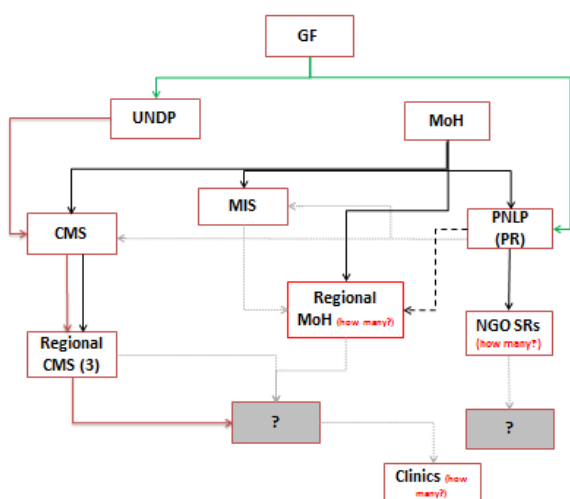 GF
UNDP
MoH
MIS
CMS
PNLP
(PR)
Regional
MoH (how many?)
NGO SRs
(how many?)
Regional
CMS (3)
?
?
Clinics (how
many?)